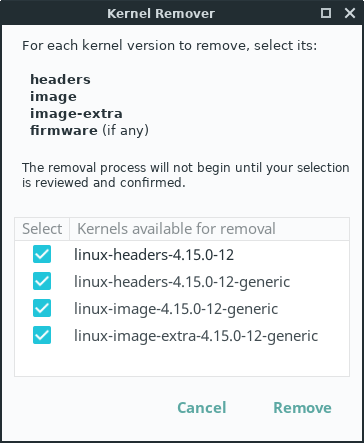 Kernel Remover
For each kernel version to remove, select its:
headers
image
image-extra
firmware (if any)
The removal process will not begin until your selection
is reviewed and confirmed.
Select Kernels available for removal
linux-headers-4.15.0-12
linux-headers-4.15.0-12-generic
linux-image-4.15.0-12-generic
linux-image-extra-4.15.0-12-generic
Cancel Remove